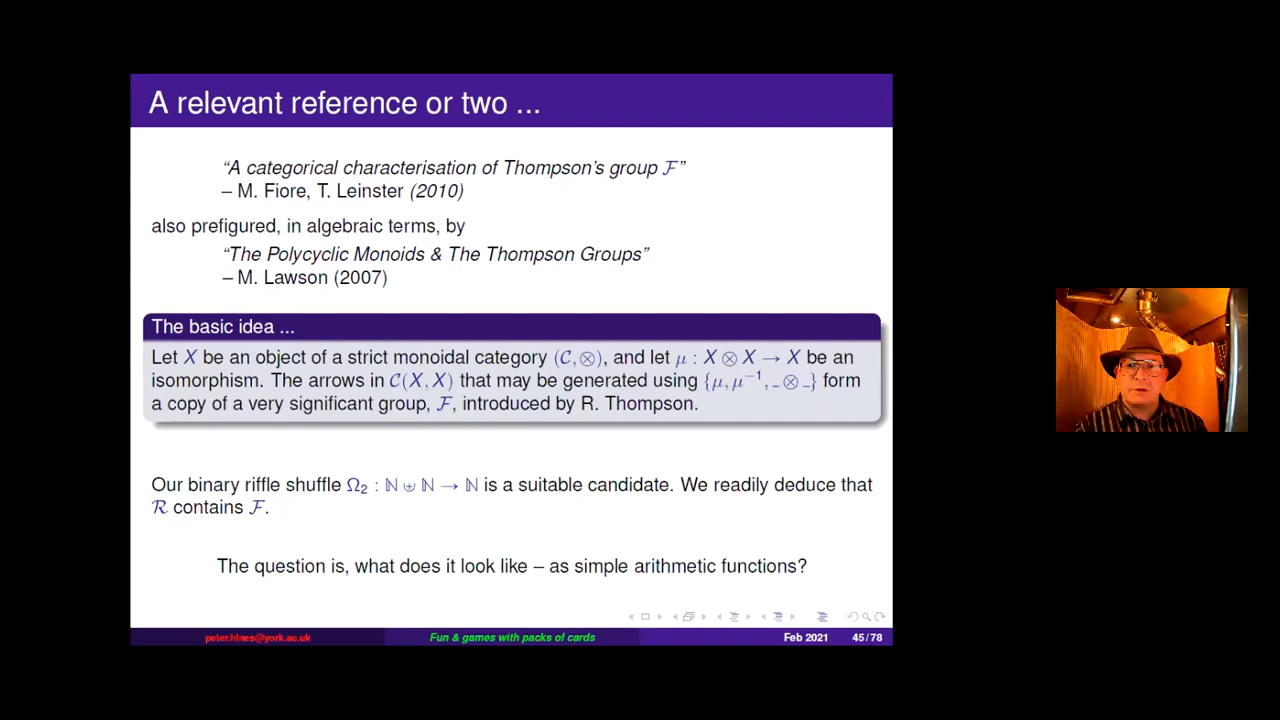 A relevant reference or two ...
“A categorical characterisation of Thompson’s group ℱ”
– M. Fiore, T. Leinster (2010)
also prefigured, in algebraic terms, by
“The Polycyclic Monoids & The Thompson Groups”
– M. Lawson (2007)
The basic idea ...
Let X be an object of a strict monoidal category (𝒞, ⊗), and let μ : X ⊗ X → X be an
isomorphism. The arrows in 𝒞(X, X) that may be generated using {μ, μ⁻¹, _ ⊗ _} form
a copy of a very significant group, ℱ, introduced by R. Thompson.
Our binary riffle shuffle Ω₂ : ℕ ⊎ ℕ → ℕ is a suitable candidate. We readily deduce that
ℛ contains ℱ.
The question is, what does it look like – as simple arithmetic functions?
peter.hines@york.ac.uk Fun & games with packs of cards Feb 2021 45 / 78